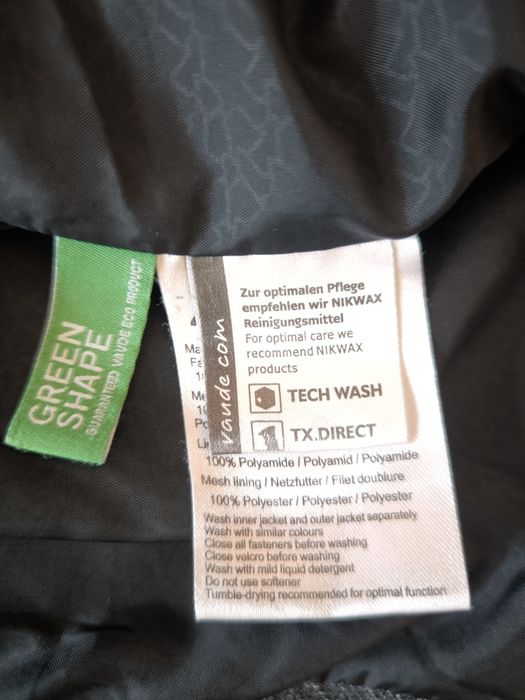 GREEN
SHAPE
GUARANTEED VAUDE ECO PRODUCT
vaude.com
Zur optimalen Pflege
empfehlen wir NIKWAX
Reinigungsmittel
For optimal care we
recommend NIKWAX
products
TECH WASH
TX.DIRECT
100% Polyamide / Polyamid / Polyamide
Mesh lining / Netzfutter / Filet doublure
100% Polyester / Polyester / Polyester
Wash inner jacket and outer jacket separately
Wash with similar colours
Close all fasteners before washing
Close velcro before washing
Wash with mild liquid detergent
Do not use softener
Tumble-drying recommended for optimal function